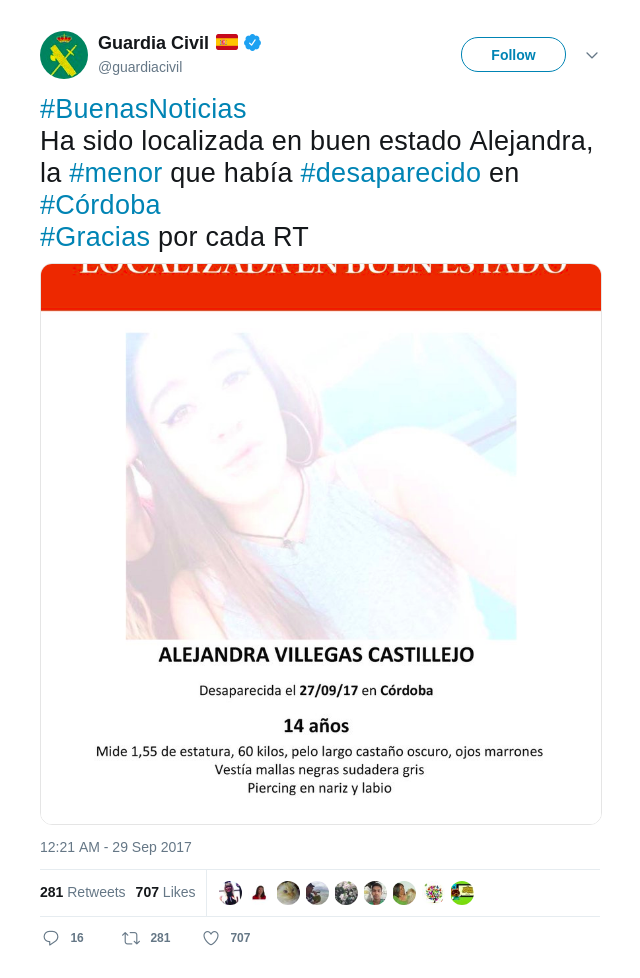 Guardia Civil
@guardiacivil
Follow
#BuenasNoticias
Ha sido localizada en buen estado Alejandra,
la #menor que había #desaparecido en
#Córdoba
#Gracias por cada RT
LOCALIZADA EN BUEN ESTADO
ALEJANDRA VILLEGAS CASTILLEJO
Desaparecida el 27/09/17 en Córdoba
14 años
Mide 1,55 de estatura, 60 kilos, pelo largo castaño oscuro, ojos marrones
Vestía mallas negras sudadera gris
Piercing en nariz y labio
12:21 AM - 29 Sep 2017
281 Retweets 707 Likes
16 281 707